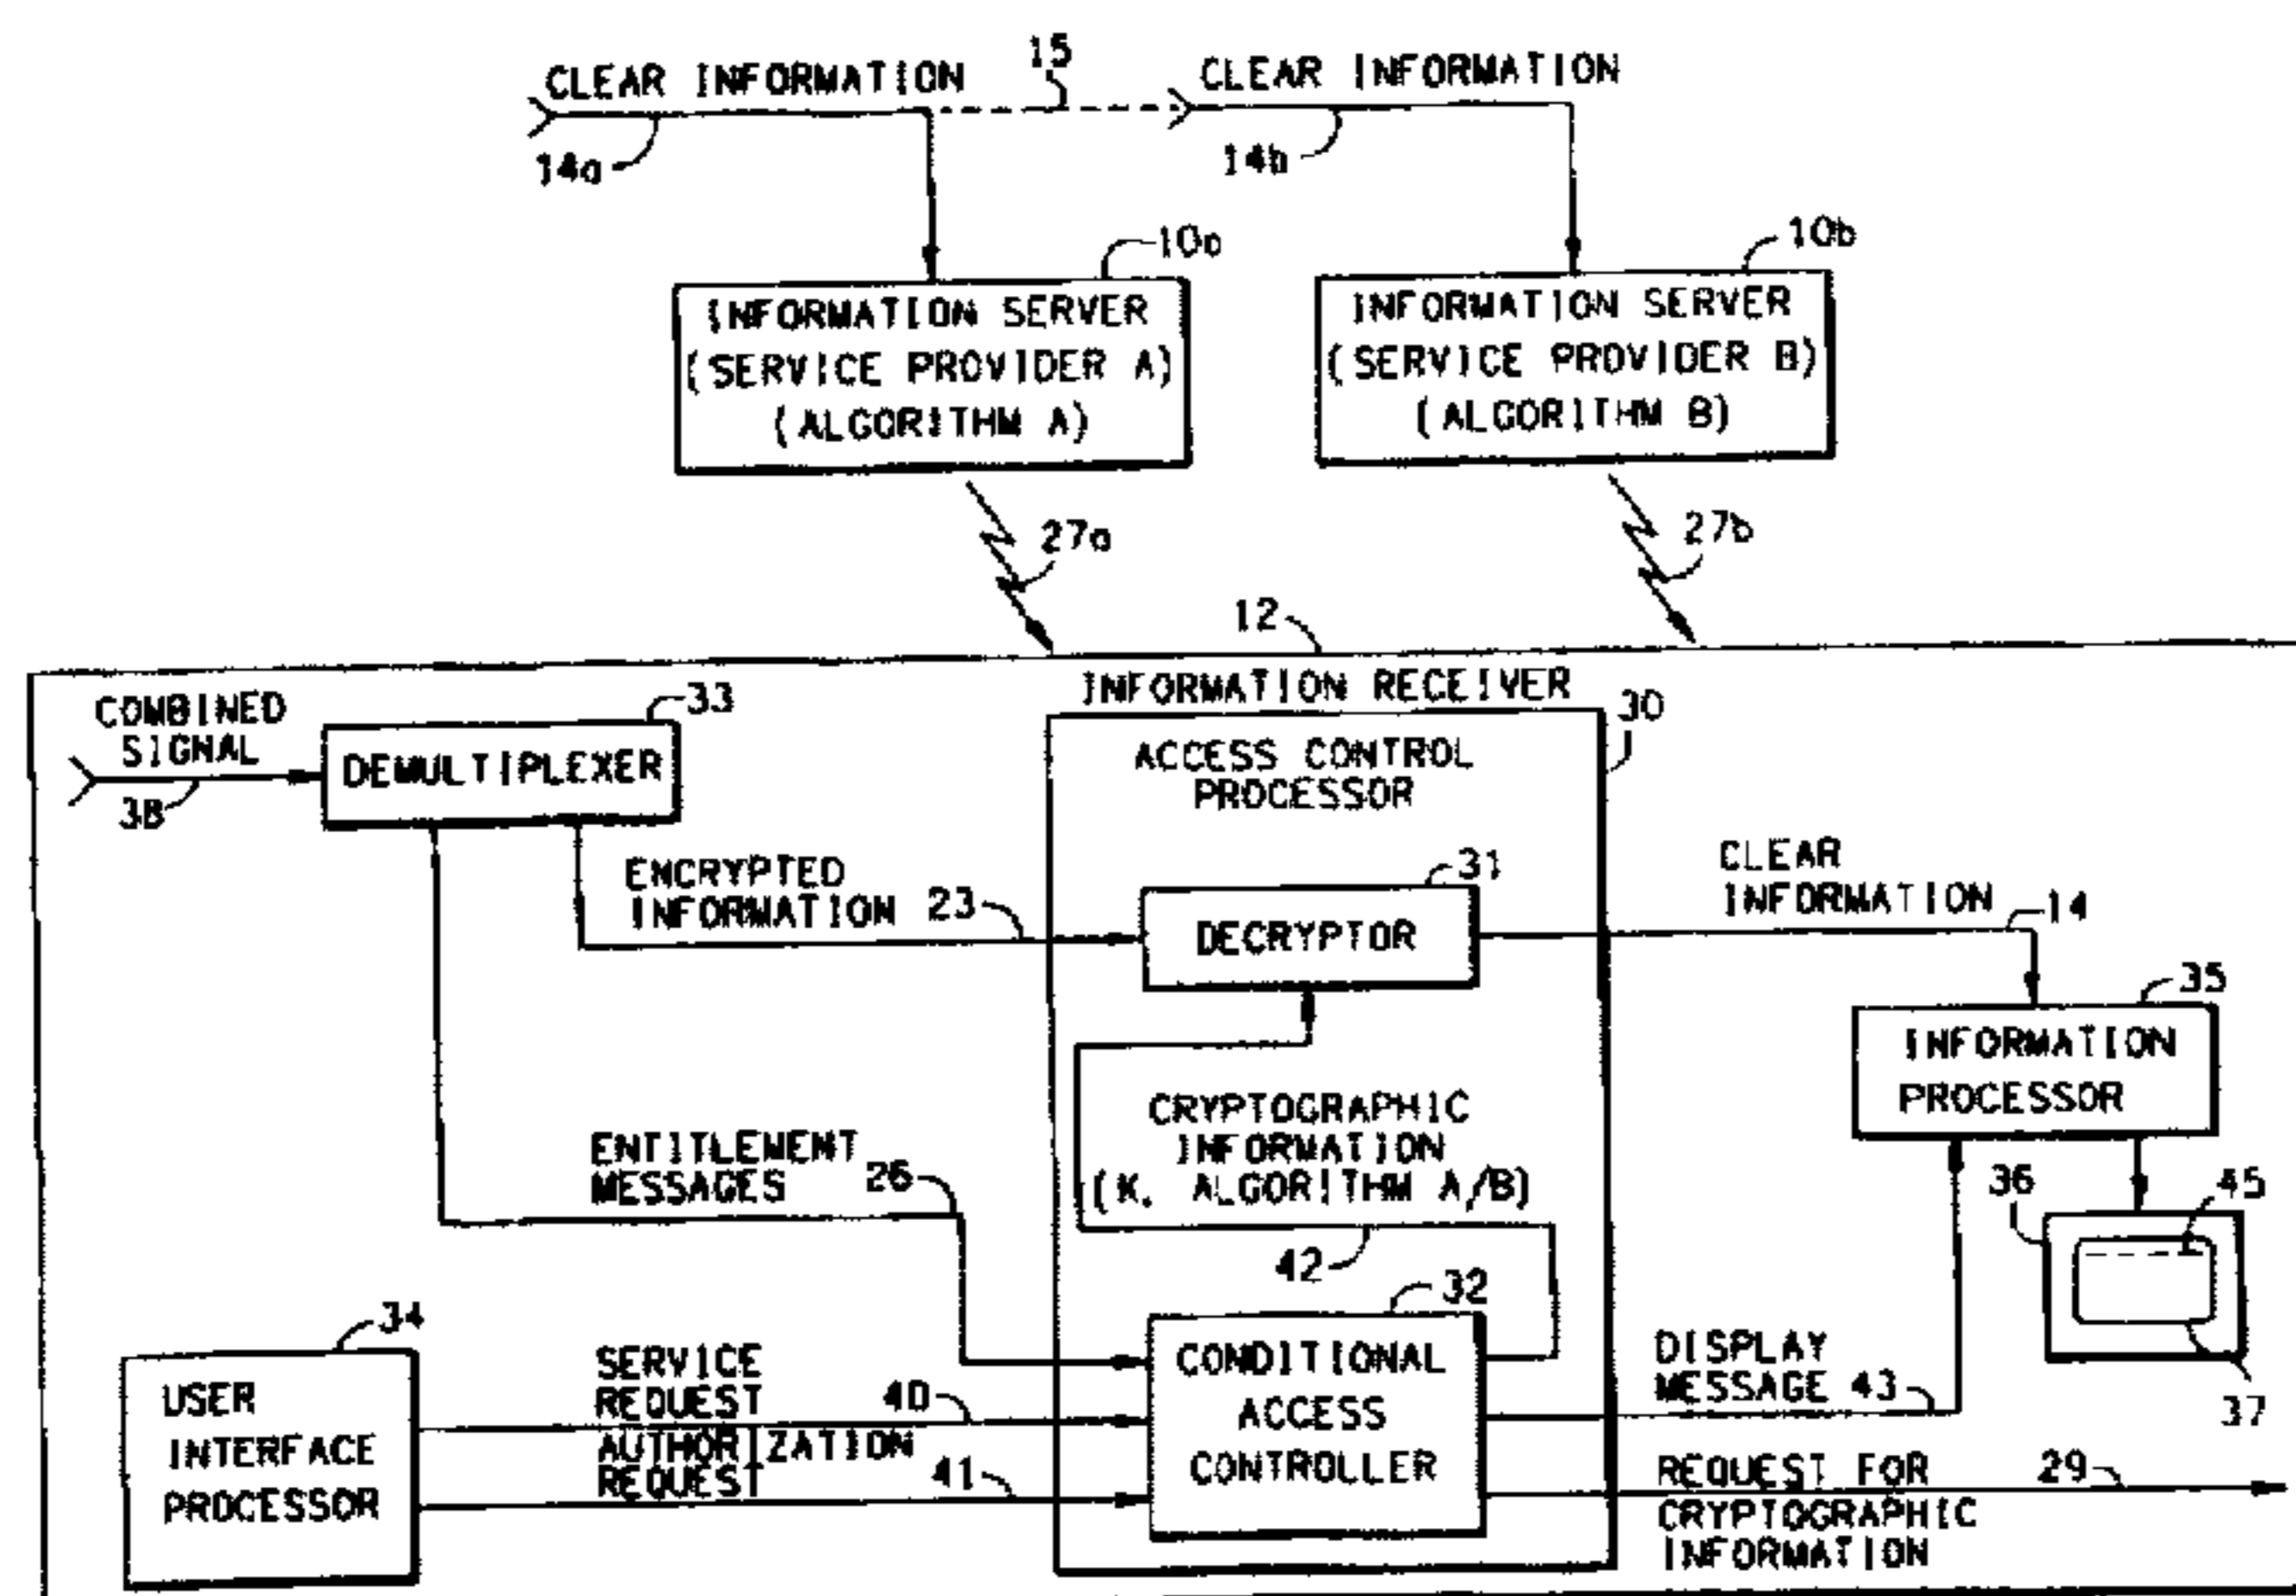 CLEAR INFORMATION
15
CLEAR INFORMATION
14a
14b
10a
10b
INFORMATION SERVER
(SERVICE PROVIDER A)
(ALGORITHM A)
INFORMATION SERVER
(SERVICE PROVIDER B)
(ALGORITHM B)
27a
27b
12
INFORMATION RECEIVER
COMBINED
SIGNAL
38
33
DEMULTIPLEXER
30
ACCESS CONTROL
PROCESSOR
ENCRYPTED
INFORMATION 23
31
DECRYPTOR
CLEAR
INFORMATION
14
35
INFORMATION
PROCESSOR
CRYPTOGRAPHIC
INFORMATION
(K, ALGORITHM A/B)
42
ENTITLEMENT
MESSAGES
26
36
45
37
34
USER
INTERFACE
PROCESSOR
SERVICE
REQUEST
40
AUTHORIZATION
REQUEST
41
32
CONDITIONAL
ACCESS
CONTROLLER
DISPLAY
MESSAGE 43
REQUEST FOR
CRYPTOGRAPHIC
INFORMATION
29